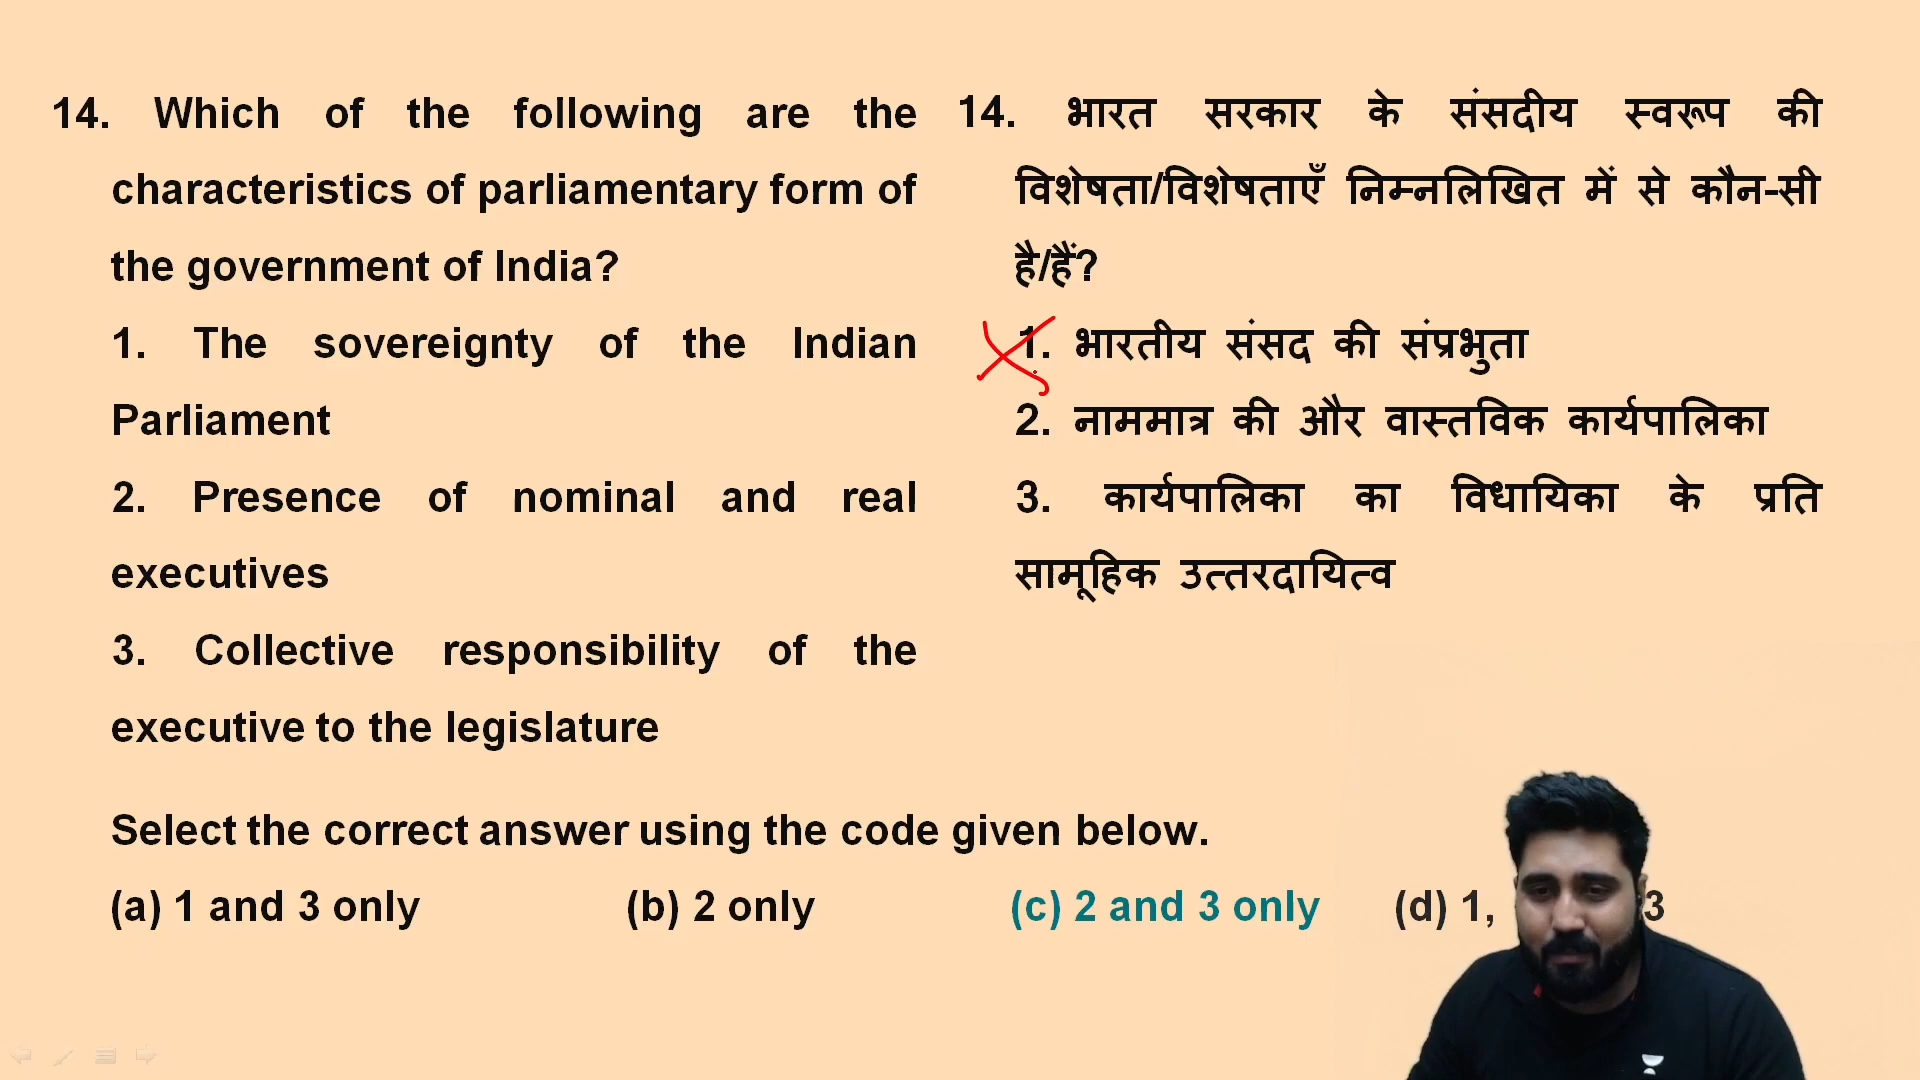 14. Which of the following are the
characteristics of parliamentary form of
the government of India?
1. The sovereignty of the Indian
Parliament
2. Presence of nominal and real
executives
3. Collective responsibility of the
executive to the legislature
14. भारत सरकार के संसदीय स्वरूप की
विशेषता/विशेषताएँ निम्नलिखित में से कौन-सी
है/हैं?
1. भारतीय संसद की संप्रभुता
2. नाममात्र की और वास्तविक कार्यपालिका
3. कार्यपालिका का विधायिका के प्रति
सामूहिक उत्तरदायित्व
Select the correct answer using the code given below.
(a) 1 and 3 only (b) 2 only (c) 2 and 3 only (d) 1, 3